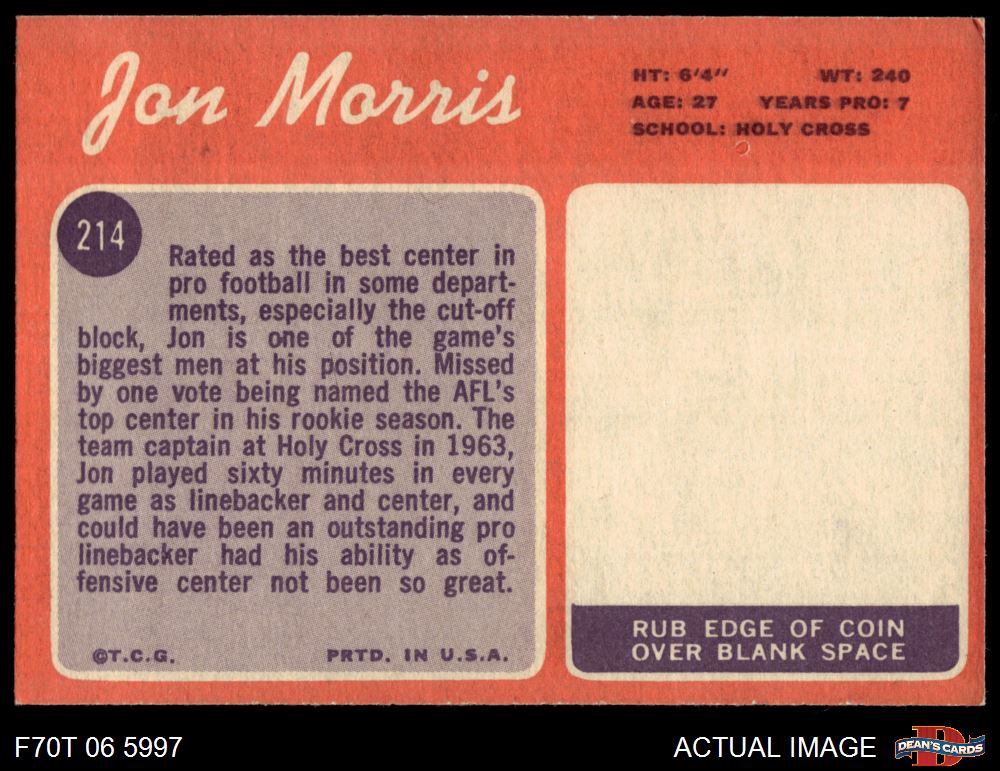 Jon Morris
HT: 6'4" WT: 240
AGE: 27 YEARS PRO: 7
SCHOOL: HOLY CROSS
214
Rated as the best center in
pro football in some depart-
ments, especially the cut-off
block, Jon is one of the game's
biggest men at his position. Missed
by one vote being named the AFL's
top center in his rookie season. The
team captain at Holy Cross in 1963,
Jon played sixty minutes in every
game as linebacker and center, and
could have been an outstanding pro
linebacker had his ability as of-
fensive center not been so great.
©T.C.G. PRTD. IN U.S.A.
RUB EDGE OF COIN
OVER BLANK SPACE
F70T 06 5997
ACTUAL IMAGE
D
DEAN'S CARDS